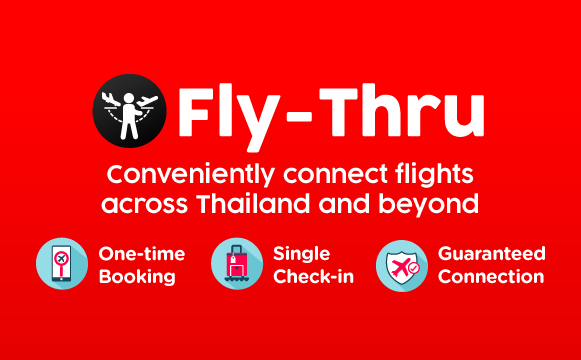 Fly-Thru
Conveniently connect flights
across Thailand and beyond
One-time
Booking
Single
Check-in
Guaranteed
Connection